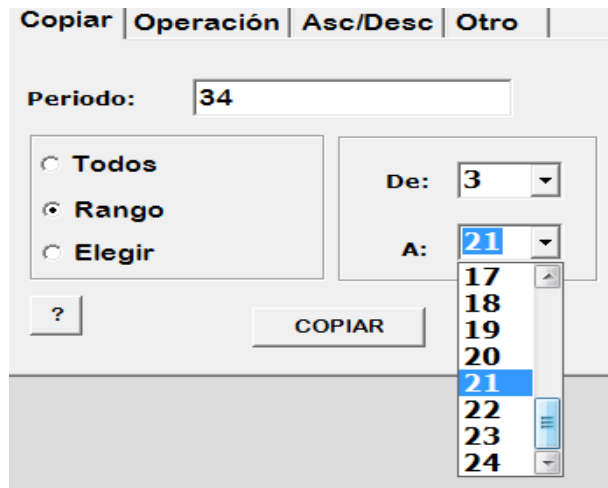 Copiar Operación Asc/Desc Otro
Periodo: 34
Todos
Rango
Elegir
De: 3
A: 21
17
18
19
20
21
22
23
24
?
COPIAR